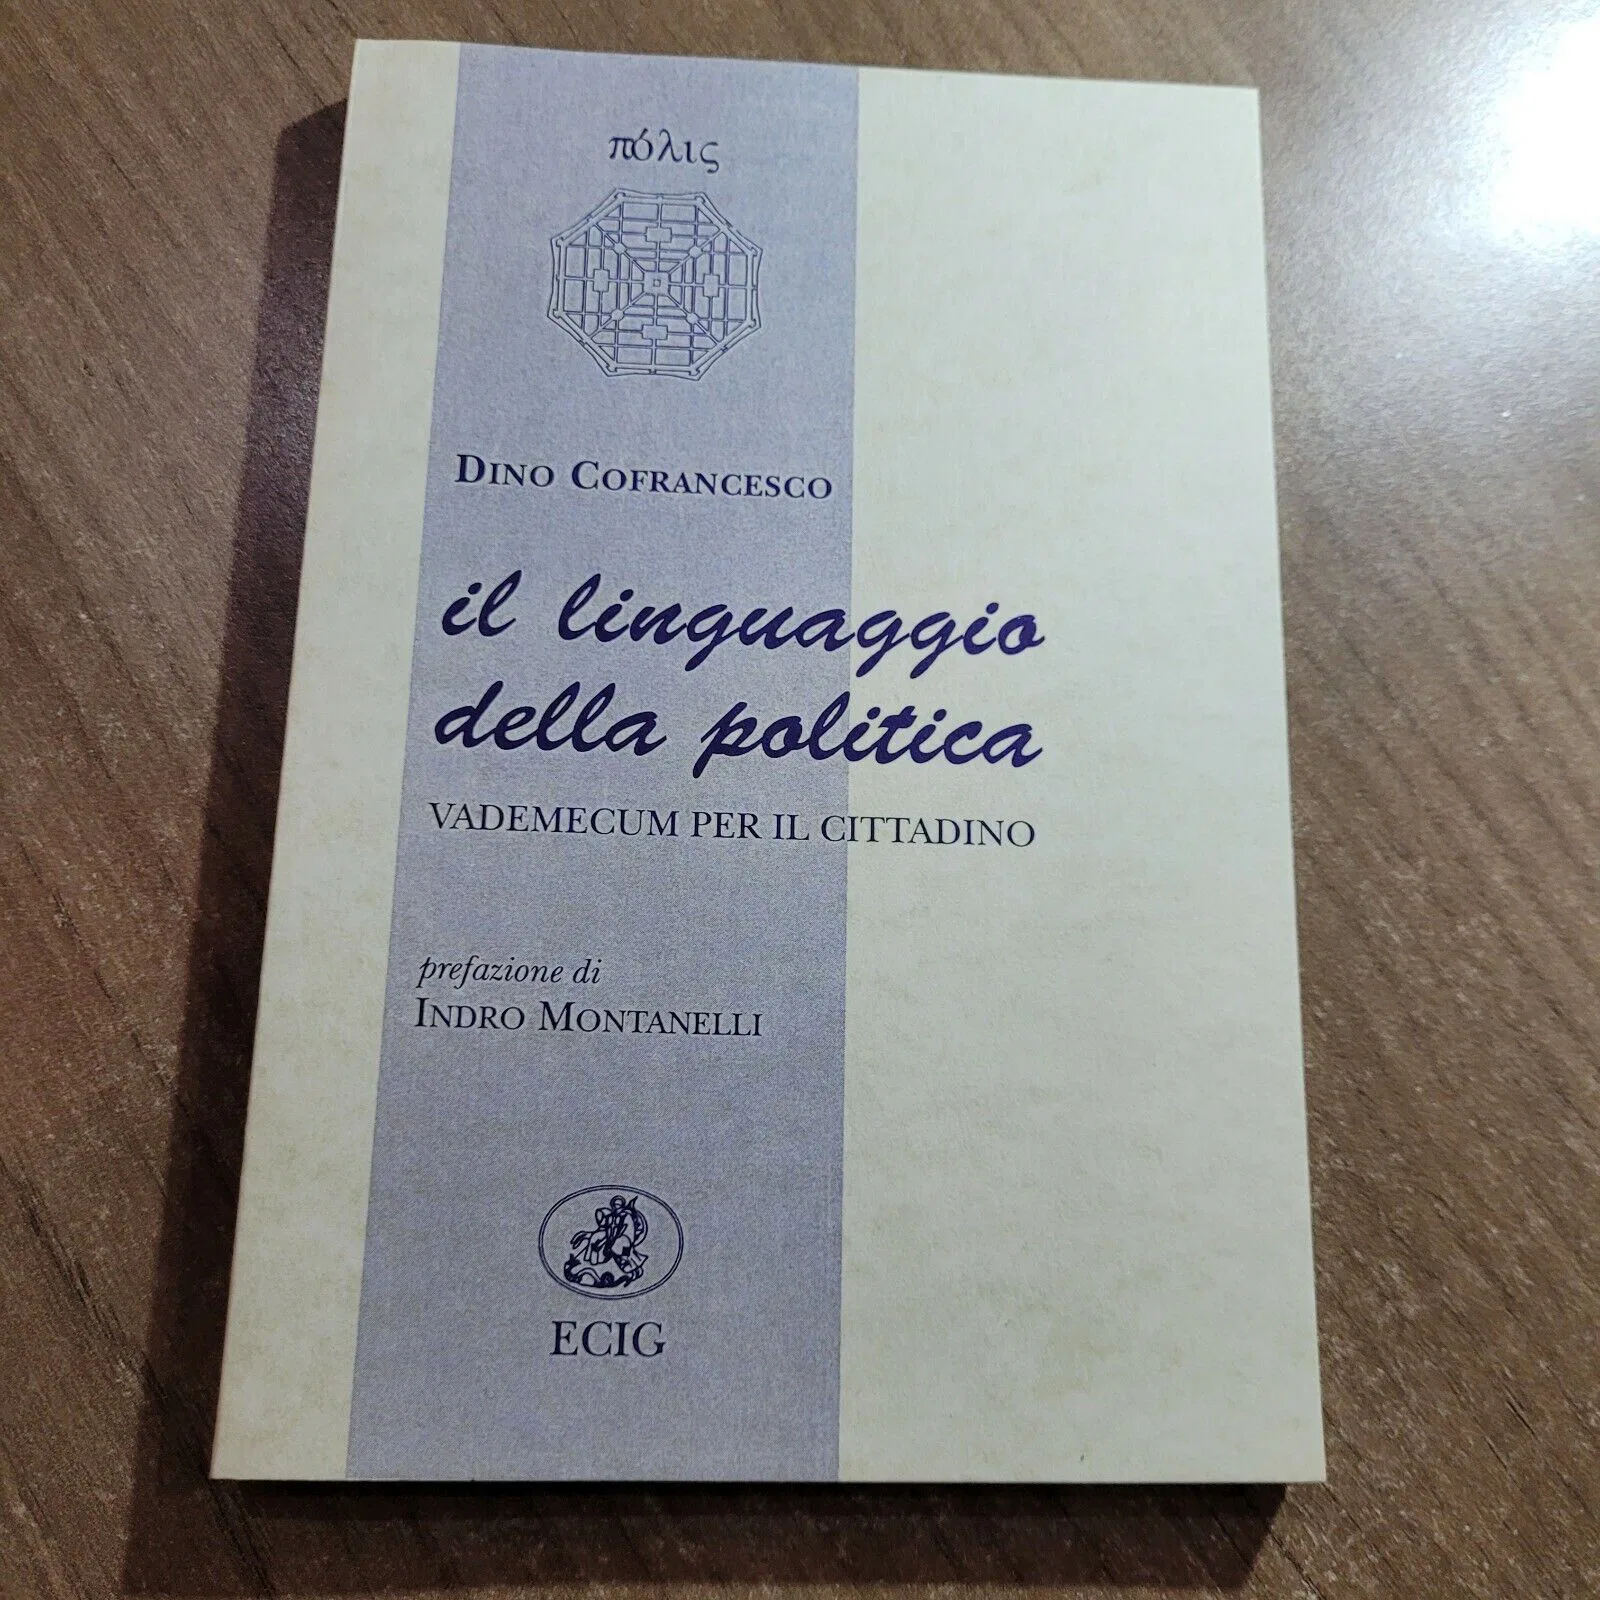 πόλις
DINO COFRANCESCO
il linguaggio
della politica
VADEMECUM PER IL CITTADINO
prefazione di
INDRO MONTANELLI
ECIG